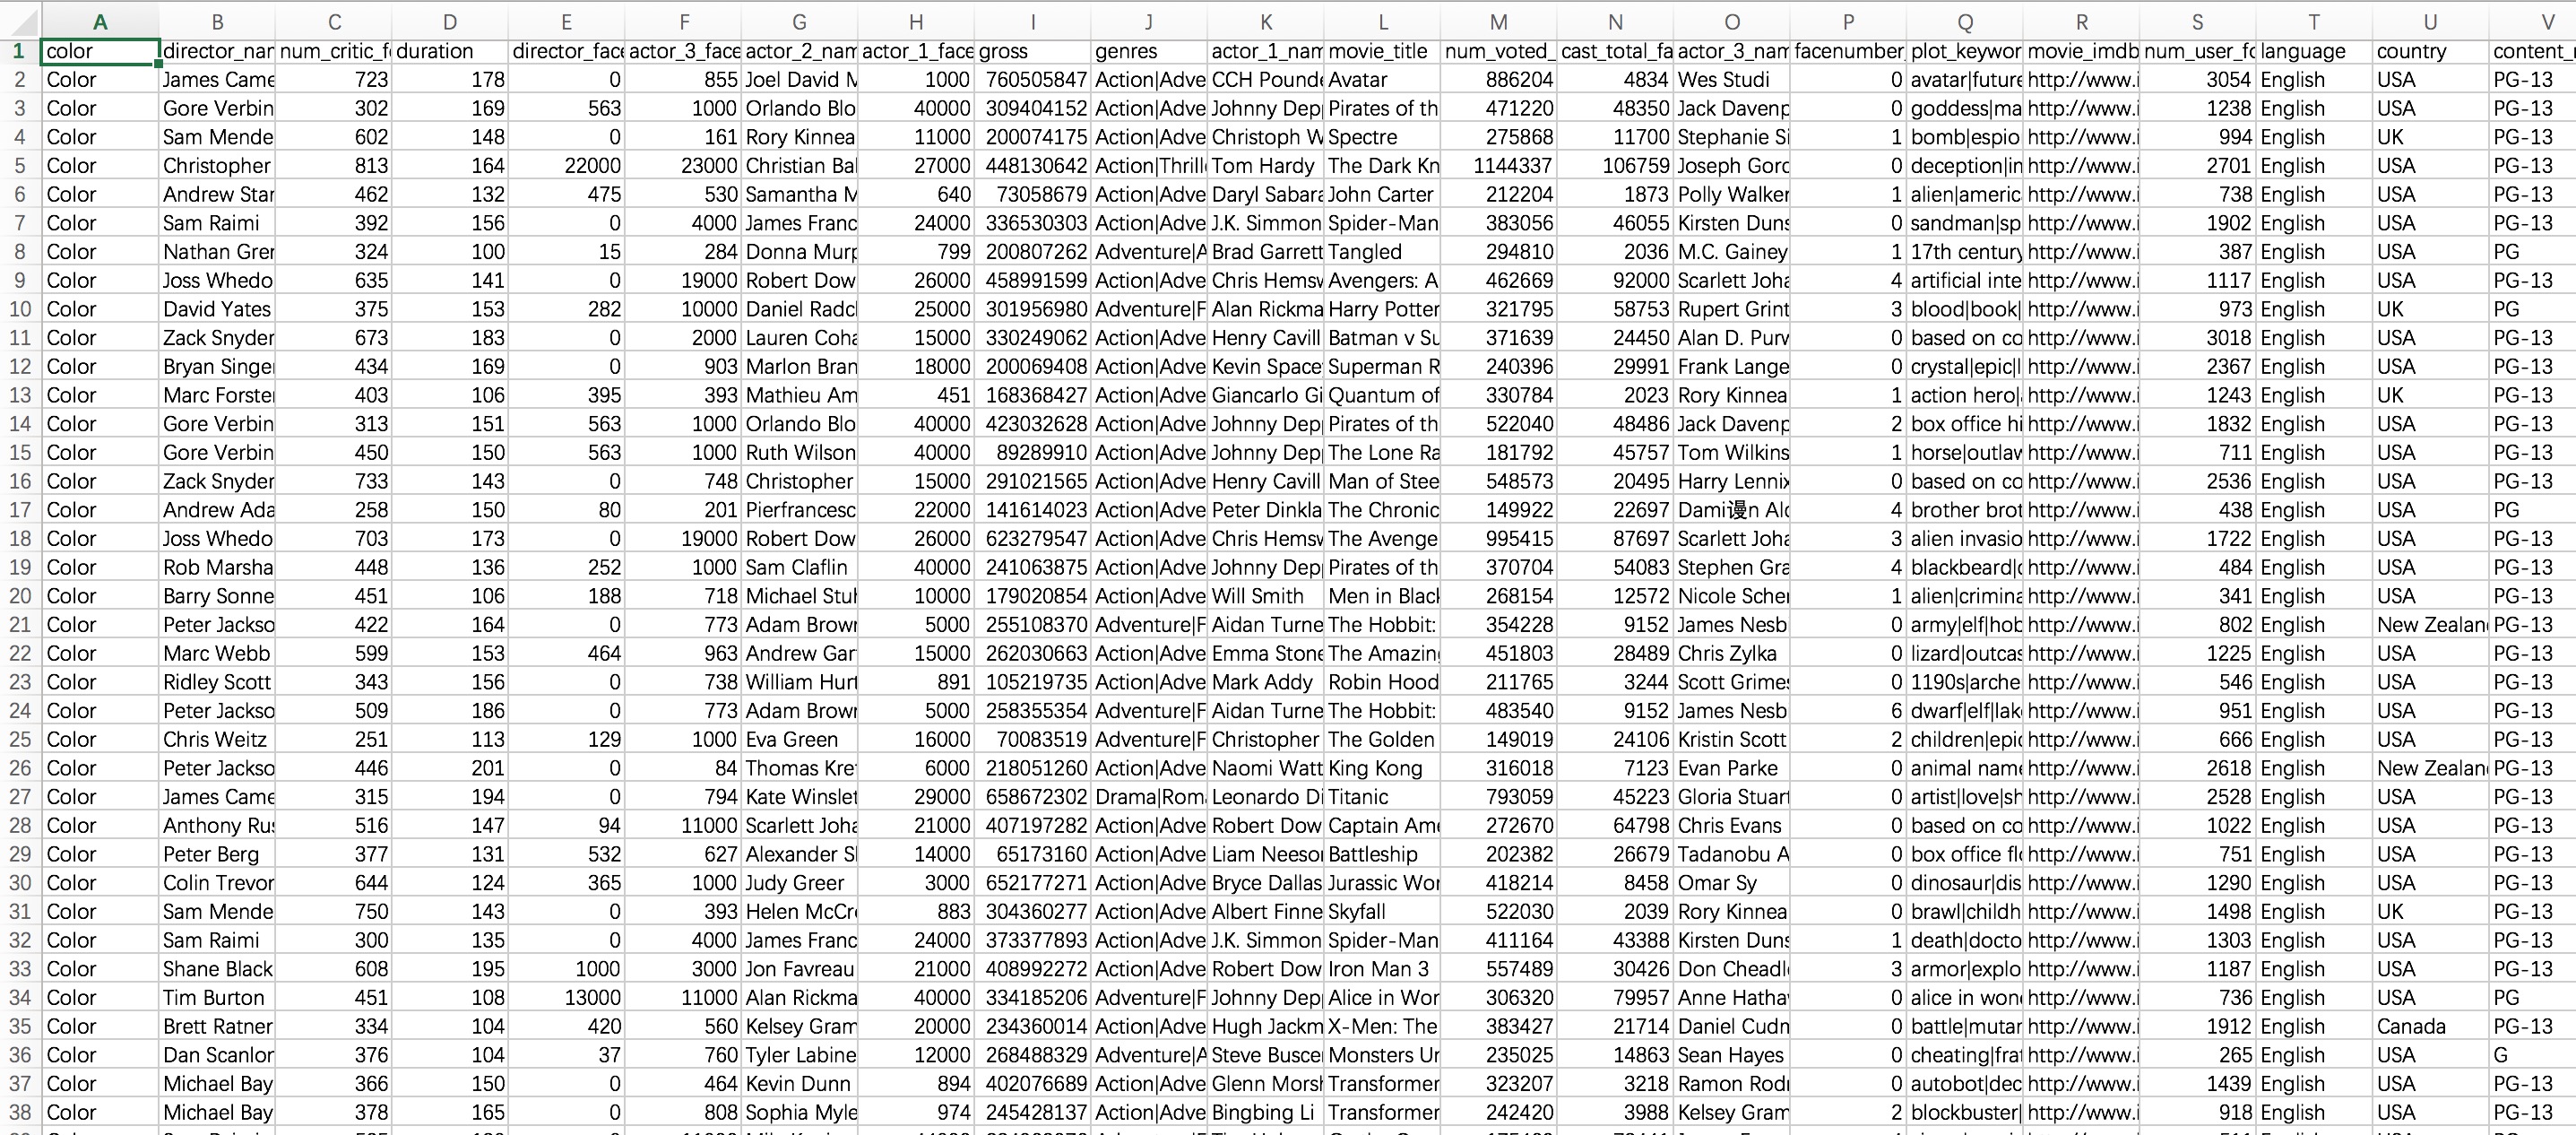 A B C D E F G H I J K L M N O P Q R S T U V
1 color director_nam num_critic_f duration director_face actor_3_face actor_2_nam actor_1_face gross genres actor_1_nam movie_title num_voted_ cast_total_fa actor_3_nam facenumber_ plot_keywor movie_imdb num_user_fo language country content_
2 Color James Came 723 178 0 855 Joel David M 1000 760505847 Action|Adve CCH Pounde Avatar 886204 4834 Wes Studi 0 avatar|future http://www.i 3054 English USA PG-13
3 Color Gore Verbin 302 169 563 1000 Orlando Blo 40000 309404152 Action|Adve Johnny Dep Pirates of th 471220 48350 Jack Davenp 0 goddess|ma http://www.i 1238 English USA PG-13
4 Color Sam Mende 602 148 0 161 Rory Kinnea 11000 200074175 Action|Adve Christoph W Spectre 275868 11700 Stephanie Si 1 bomb|espio http://www.i 994 English UK PG-13
5 Color Christopher 813 164 22000 23000 Christian Bal 27000 448130642 Action|Thrill Tom Hardy The Dark Kn 1144337 106759 Joseph Gord 0 deception|in http://www.i 2701 English USA PG-13
6 Color Andrew Stan 462 132 475 530 Samantha M 640 73058679 Action|Adve Daryl Sabara John Carter 212204 1873 Polly Walker 1 alien|americ http://www.i 738 English USA PG-13
7 Color Sam Raimi 392 156 0 4000 James Franc 24000 336530303 Action|Adve J.K. Simmon Spider-Man 383056 46055 Kirsten Duns 0 sandman|sp http://www.i 1902 English USA PG-13
8 Color Nathan Gren 324 100 15 284 Donna Murp 799 200807262 Adventure|A Brad Garrett Tangled 294810 2036 M.C. Gainey 1 17th century http://www.i 387 English USA PG
9 Color Joss Whedo 635 141 0 19000 Robert Dow 26000 458991599 Action|Adve Chris Hemsw Avengers: A 462669 92000 Scarlett Joha 4 artificial inte http://www.i 1117 English USA PG-13
10 Color David Yates 375 153 282 10000 Daniel Radcl 25000 301956980 Adventure|F Alan Rickma Harry Potter 321795 58753 Rupert Grint 3 blood|book| http://www.i 973 English UK PG
11 Color Zack Snyder 673 183 0 2000 Lauren Coha 15000 330249062 Action|Adve Henry Cavill Batman v Su 371639 24450 Alan D. Purw 0 based on co http://www.i 3018 English USA PG-13
12 Color Bryan Singer 434 169 0 903 Marlon Bran 18000 200069408 Action|Adve Kevin Space Superman R 240396 29991 Frank Lange 0 crystal|epic|l http://www.i 2367 English USA PG-13
13 Color Marc Forster 403 106 395 393 Mathieu Am 451 168368427 Action|Adve Giancarlo Gi Quantum of 330784 2023 Rory Kinnea 1 action hero| http://www.i 1243 English UK PG-13
14 Color Gore Verbin 313 151 563 1000 Orlando Blo 40000 423032628 Action|Adve Johnny Dep Pirates of th 522040 48486 Jack Davenp 2 box office hi http://www.i 1832 English USA PG-13
15 Color Gore Verbin 450 150 563 1000 Ruth Wilson 40000 89289910 Action|Adve Johnny Dep The Lone Ra 181792 45757 Tom Wilkins 1 horse|outlaw http://www.i 711 English USA PG-13
16 Color Zack Snyder 733 143 0 748 Christopher 15000 291021565 Action|Adve Henry Cavill Man of Stee 548573 20495 Harry Lennix 0 based on co http://www.i 2536 English USA PG-13
17 Color Andrew Ada 258 150 80 201 Pierfrancesc 22000 141614023 Action|Adve Peter Dinkla The Chronic 149922 22697 Dami谩n Alc 4 brother brot http://www.i 438 English USA PG
18 Color Joss Whedo 703 173 0 19000 Robert Dow 26000 623279547 Action|Adve Chris Hemsw The Avenge 995415 87697 Scarlett Joha 3 alien invasio http://www.i 1722 English USA PG-13
19 Color Rob Marsha 448 136 252 1000 Sam Claflin 40000 241063875 Action|Adve Johnny Dep Pirates of th 370704 54083 Stephen Gra 4 blackbeard|c http://www.i 484 English USA PG-13
20 Color Barry Sonne 451 106 188 718 Michael Stuh 10000 179020854 Action|Adve Will Smith Men in Black 268154 12572 Nicole Scher 1 alien|crimina http://www.i 341 English USA PG-13
21 Color Peter Jackso 422 164 0 773 Adam Brown 5000 255108370 Adventure|F Aidan Turne The Hobbit: 354228 9152 James Nesb 0 army|elf|hob http://www.i 802 English New Zealand PG-13
22 Color Marc Webb 599 153 464 963 Andrew Gar 15000 262030663 Action|Adve Emma Stone The Amazing 451803 28489 Chris Zylka 0 lizard|outcas http://www.i 1225 English USA PG-13
23 Color Ridley Scott 343 156 0 738 William Hurt 891 105219735 Action|Adve Mark Addy Robin Hood 211765 3244 Scott Grimes 0 1190s|arche http://www.i 546 English USA PG-13
24 Color Peter Jackso 509 186 0 773 Adam Brown 5000 258355354 Adventure|F Aidan Turne The Hobbit: 483540 9152 James Nesb 6 dwarf|elf|lak http://www.i 951 English USA PG-13
25 Color Chris Weitz 251 113 129 1000 Eva Green 16000 70083519 Adventure|F Christopher The Golden 149019 24106 Kristin Scott 2 children|epic http://www.i 666 English USA PG-13
26 Color Peter Jackso 446 201 0 84 Thomas Kret 6000 218051260 Action|Adve Naomi Watt King Kong 316018 7123 Evan Parke 0 animal name http://www.i 2618 English New Zealand PG-13
27 Color James Came 315 194 0 794 Kate Winslet 29000 658672302 Drama|Rom Leonardo Di Titanic 793059 45223 Gloria Stuart 0 artist|love|sh http://www.i 2528 English USA PG-13
28 Color Anthony Rus 516 147 94 11000 Scarlett Joha 21000 407197282 Action|Adve Robert Dow Captain Ame 272670 64798 Chris Evans 0 based on co http://www.i 1022 English USA PG-13
29 Color Peter Berg 377 131 532 627 Alexander S 14000 65173160 Action|Adve Liam Neeson Battleship 202382 26679 Tadanobu A 0 box office flo http://www.i 751 English USA PG-13
30 Color Colin Trevor 644 124 365 1000 Judy Greer 3000 652177271 Action|Adve Bryce Dallas Jurassic Wor 418214 8458 Omar Sy 0 dinosaur|dis http://www.i 1290 English USA PG-13
31 Color Sam Mende 750 143 0 393 Helen McCr 883 304360277 Action|Adve Albert Finne Skyfall 522030 2039 Rory Kinnea 0 brawl|childh http://www.i 1498 English UK PG-13
32 Color Sam Raimi 300 135 0 4000 James Franc 24000 373377893 Action|Adve J.K. Simmon Spider-Man 411164 43388 Kirsten Duns 1 death|docto http://www.i 1303 English USA PG-13
33 Color Shane Black 608 195 1000 3000 Jon Favreau 21000 408992272 Action|Adve Robert Dow Iron Man 3 557489 30426 Don Cheadl 3 armor|explo http://www.i 1187 English USA PG-13
34 Color Tim Burton 451 108 13000 11000 Alan Rickma 40000 334185206 Adventure|F Johnny Dep Alice in Won 306320 79957 Anne Hathaw 0 alice in won http://www.i 736 English USA PG
35 Color Brett Ratner 334 104 420 560 Kelsey Gram 20000 234360014 Action|Adve Hugh Jackm X-Men: The 383427 21714 Daniel Cudm 0 battle|mutan http://www.i 1912 English Canada PG-13
36 Color Dan Scanlon 376 104 37 760 Tyler Labine 12000 268488329 Adventure|A Steve Busce Monsters Un 235025 14863 Sean Hayes 0 cheating|frat http://www.i 265 English USA G
37 Color Michael Bay 366 150 0 464 Kevin Dunn 894 402076689 Action|Adve Glenn Morsh Transformer 323207 3218 Ramon Rodr 0 autobot|dec http://www.i 1439 English USA PG-13
38 Color Michael Bay 378 165 0 808 Sophia Myle 974 245428137 Action|Adve Bingbing Li Transformer 242420 3988 Kelsey Gram 2 blockbuster| http://www.i 918 English USA PG-13